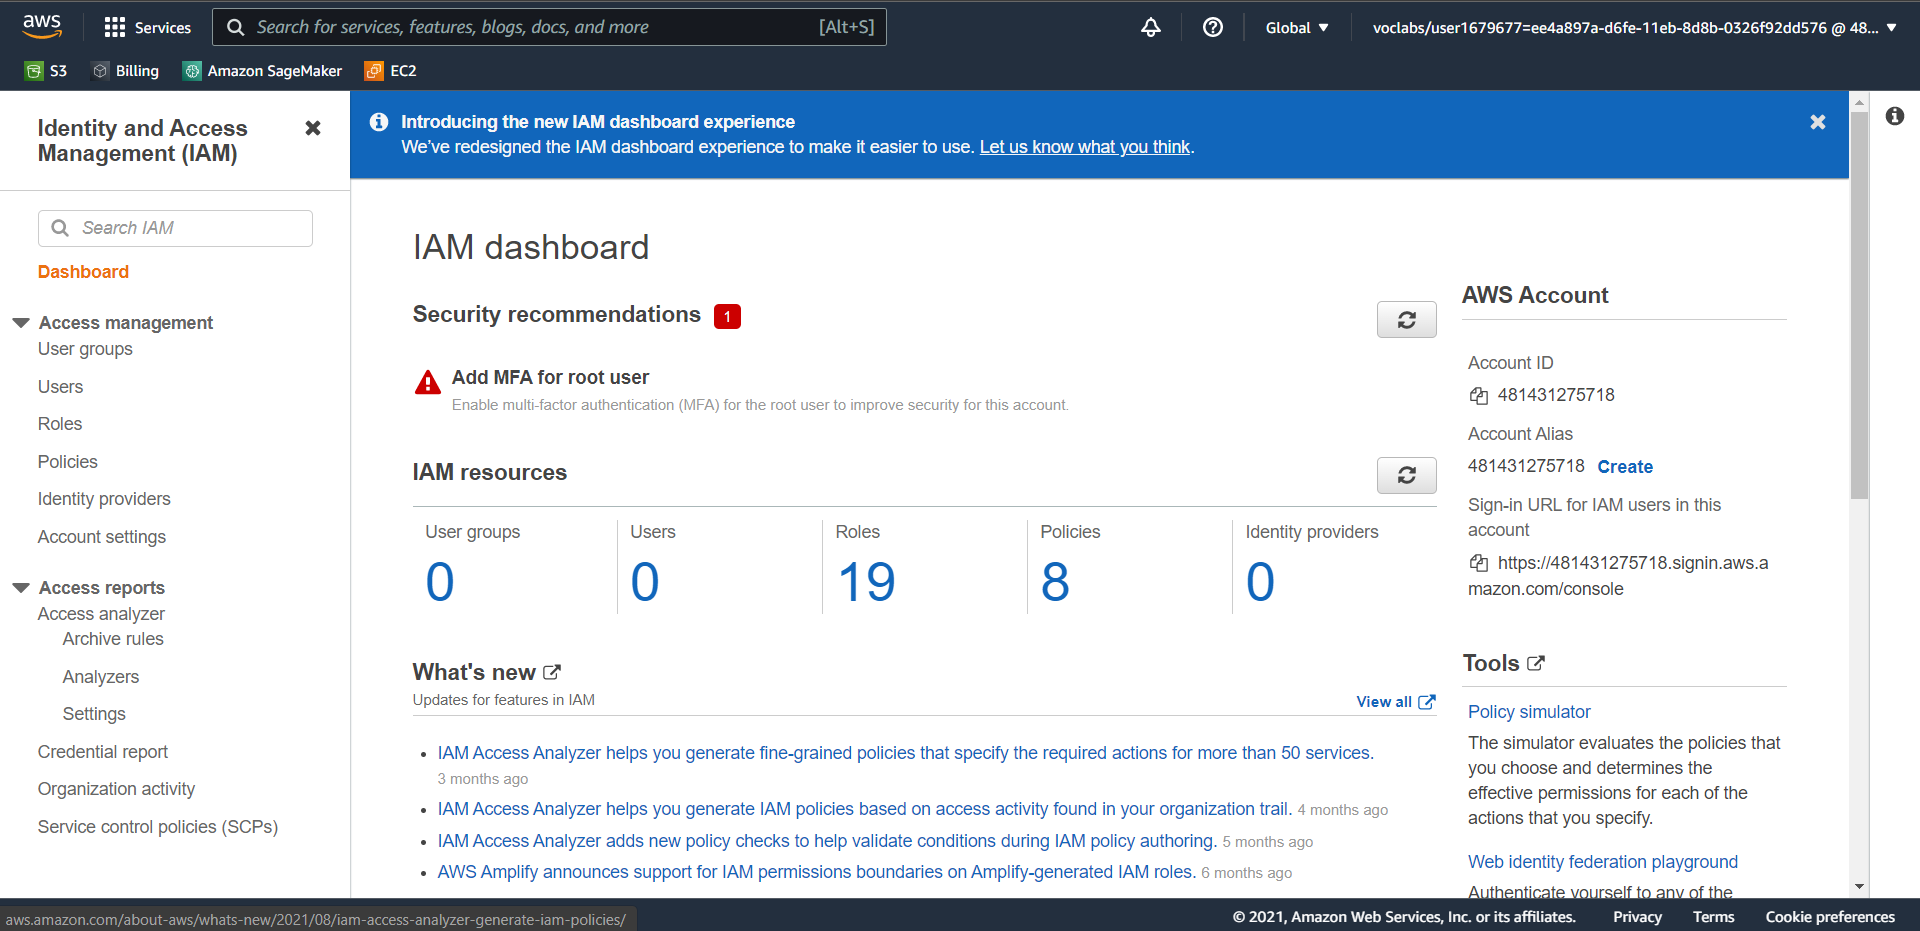 aws
Services
Search for services, features, blogs, docs, and more
[Alt+S]
Global
voclabs/user1679677=ee4a897a-d6fe-11eb-8d8b-0326f92dd576 @ 48...
S3
Billing
Amazon SageMaker
EC2
Identity and Access
Management (IAM)
Search IAM
Dashboard
Access management
User groups
Users
Roles
Policies
Identity providers
Account settings
Access reports
Access analyzer
Archive rules
Analyzers
Settings
Credential report
Organization activity
Service control policies (SCPs)
Introducing the new IAM dashboard experience
We've redesigned the IAM dashboard experience to make it easier to use. Let us know what you think.
IAM dashboard
Security recommendations 1
Add MFA for root user
Enable multi-factor authentication (MFA) for the root user to improve security for this account.
IAM resources
User groups
0
Users
0
Roles
19
Policies
8
Identity providers
0
What's new
Updates for features in IAM
View all
IAM Access Analyzer helps you generate fine-grained policies that specify the required actions for more than 50 services.
3 months ago
IAM Access Analyzer helps you generate IAM policies based on access activity found in your organization trail. 4 months ago
IAM Access Analyzer adds new policy checks to help validate conditions during IAM policy authoring. 5 months ago
AWS Amplify announces support for IAM permissions boundaries on Amplify-generated IAM roles. 6 months ago
AWS Account
Account ID
481431275718
Account Alias
481431275718 Create
Sign-in URL for IAM users in this
account
https://481431275718.signin.aws.a
mazon.com/console
Tools
Policy simulator
The simulator evaluates the policies that
you choose and determines the
effective permissions for each of the
actions that you specify.
Web identity federation playground
Authenticate yourself to any of the
aws.amazon.com/about-aws/whats-new/2021/08/iam-access-analyzer-generate-iam-policies/
© 2021, Amazon Web Services, Inc. or its affiliates.
Privacy
Terms
Cookie preferences